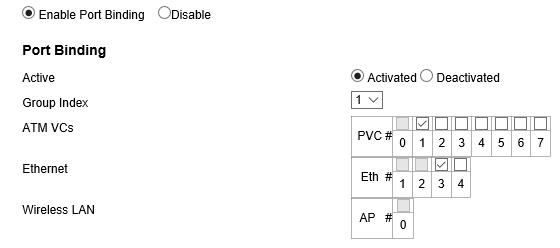 Enable Port Binding Disable
Port Binding
Active Activated Deactivated
Group Index 1
ATM VCs PVC # 0 1 2 3 4 5 6 7
Ethernet Eth # 1 2 3 4
Wireless LAN AP # 0